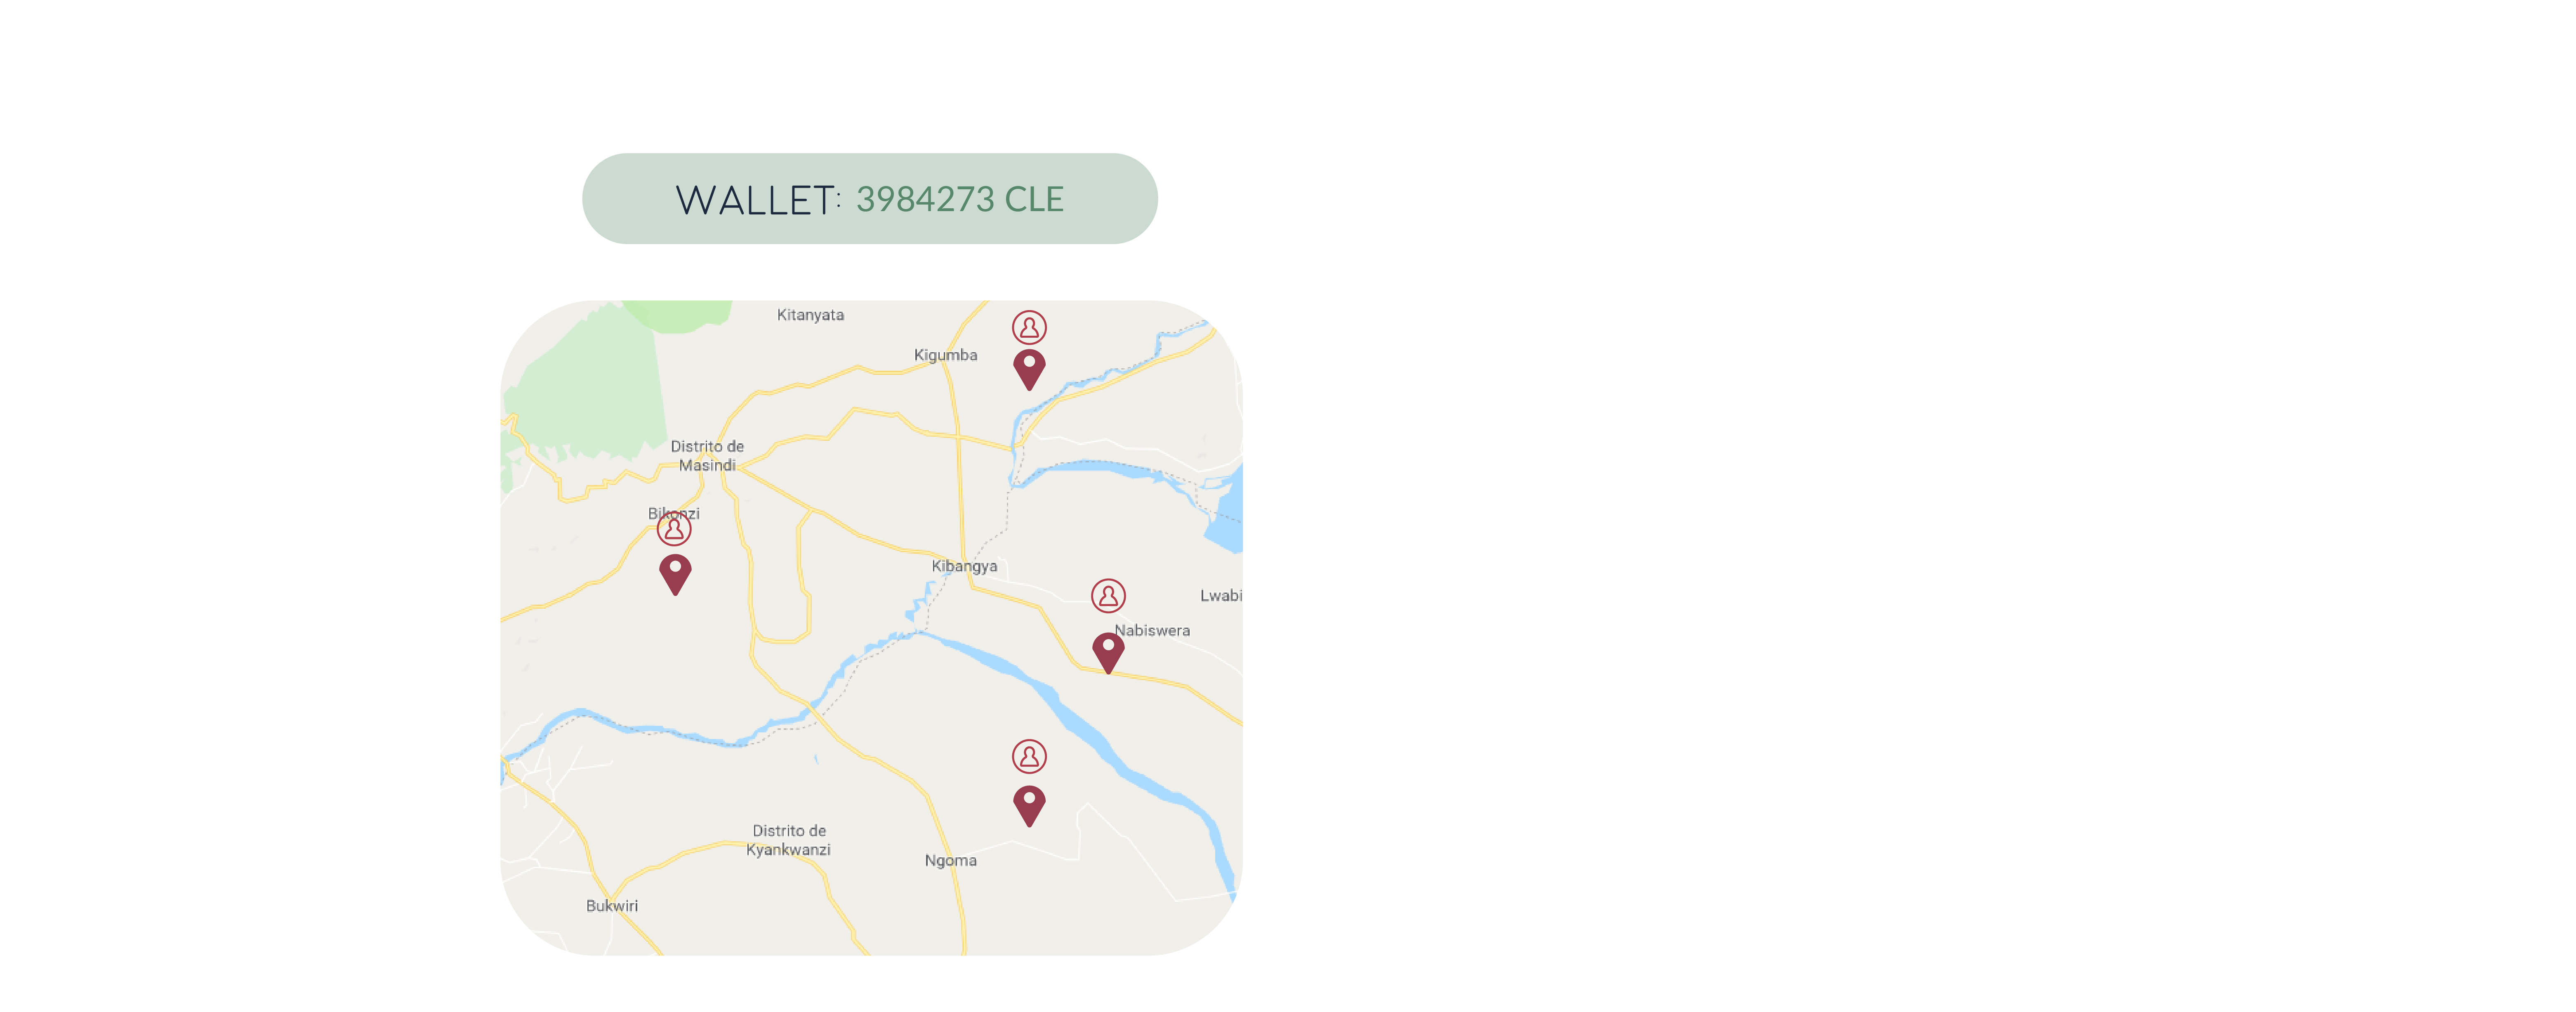 WALLET: 3984273 CLE
Kitanyata
Kigumba
Distrito de
Masindi
Bikonzi
Kibangya
Lwabi
Nabiswera
Distrito de
Kyankwanzi
Ngoma
Bukwiri